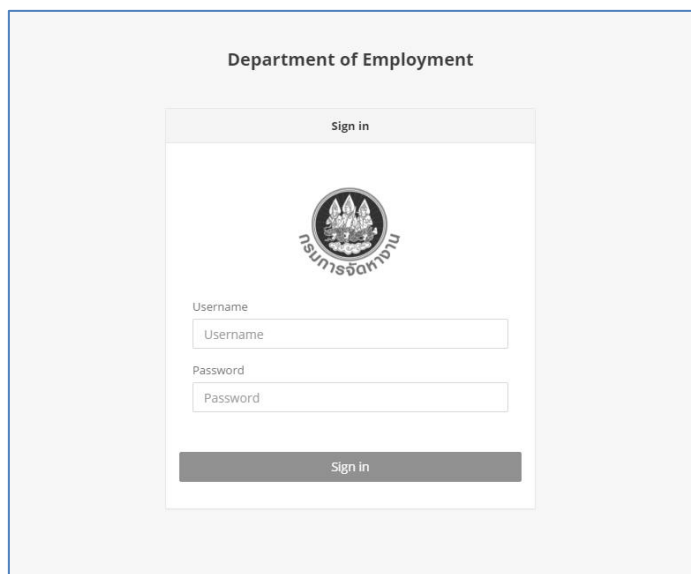 Department of Employment
Sign in
กรมการจัดหางาน
Username
Username
Password
Password
Sign in